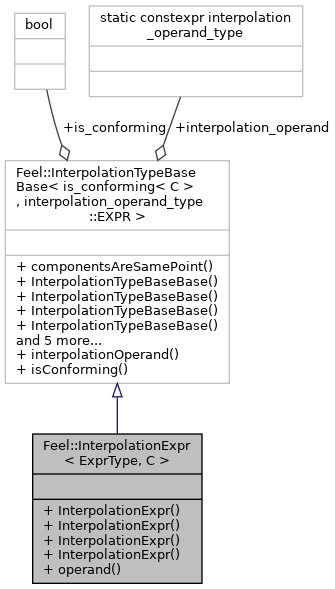 bool
static constexpr interpolation
_operand_type
+is_conforming
+interpolation_operand
Feel::InterpolationTypeBase
Base< is_conforming< C >
, interpolation_operand_type
::EXPR >
+ componentsAreSamePoint()
+ InterpolationTypeBaseBase()
+ InterpolationTypeBaseBase()
+ InterpolationTypeBaseBase()
+ InterpolationTypeBaseBase()
and 5 more...
+ interpolationOperand()
+ isConforming()
Feel::InterpolationExpr
< ExprType, C >
+ InterpolationExpr()
+ InterpolationExpr()
+ InterpolationExpr()
+ InterpolationExpr()
+ operand()